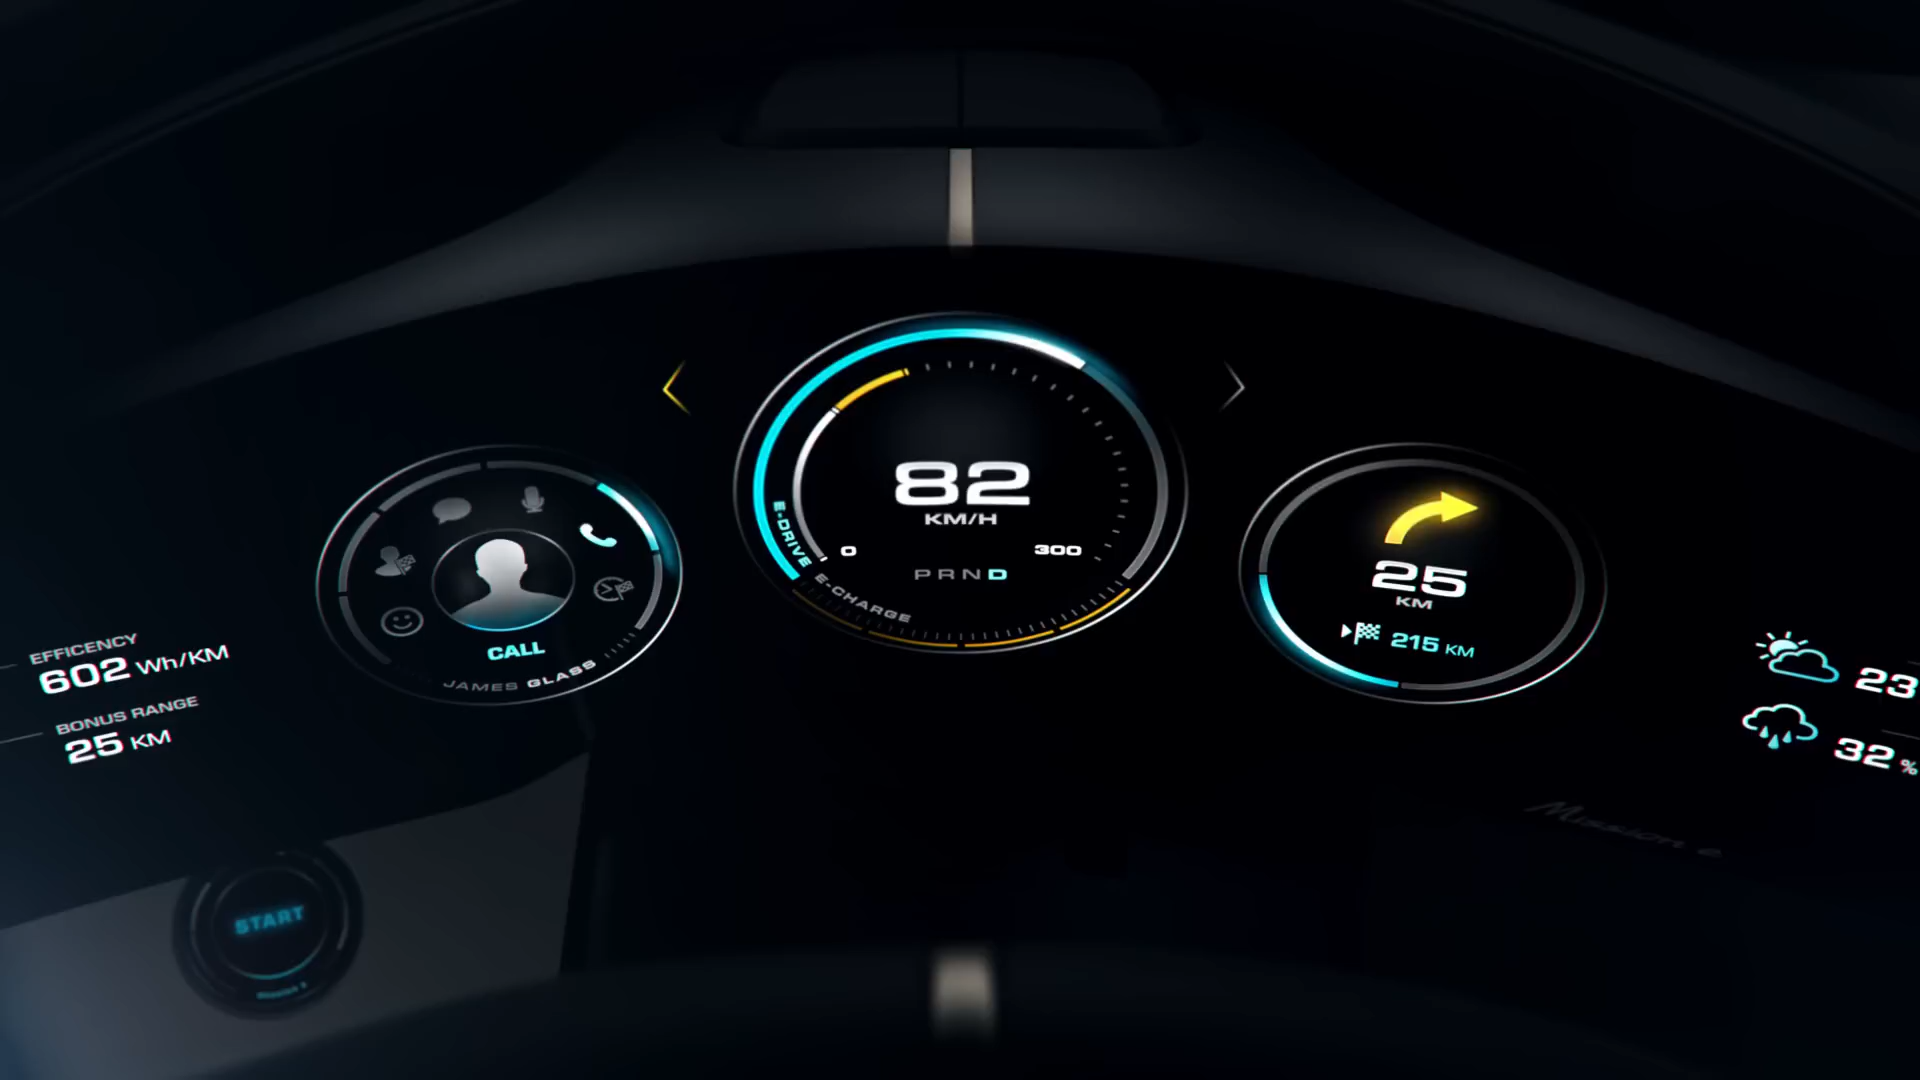 EFFICENCY
602 Wh/KM
BONUS RANGE
25 KM
CALL
JAMES GLASS
82
KM/H
0
300
PRND
E-DRIVE
E-CHARGE
25
KM
215 KM
23
32 %
Mission e
START